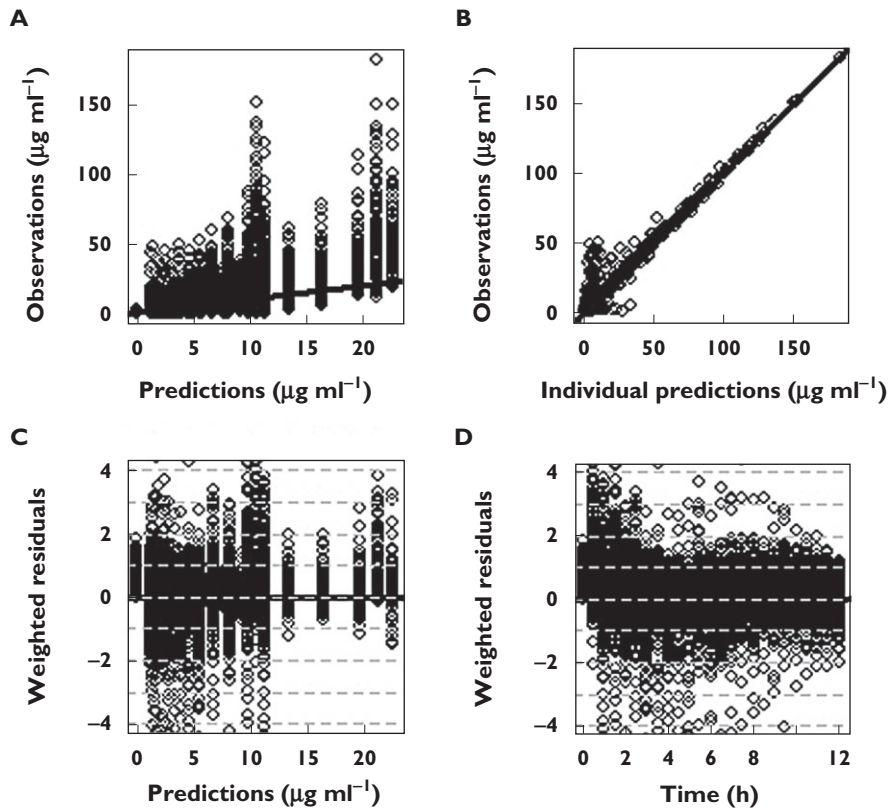 A
Observations (µg ml⁻¹)
150
100
50
0
0 5 10 15 20
Predictions (µg ml⁻¹)
B
Observations (µg ml⁻¹)
150
100
50
0
0 50 100 150
Individual predictions (µg ml⁻¹)
C
Weighted residuals
4
2
0
−2
−4
0 5 10 15 20
Predictions (µg ml⁻¹)
D
Weighted residuals
4
2
0
−2
−4
0 2 4 6 8 12
Time (h)